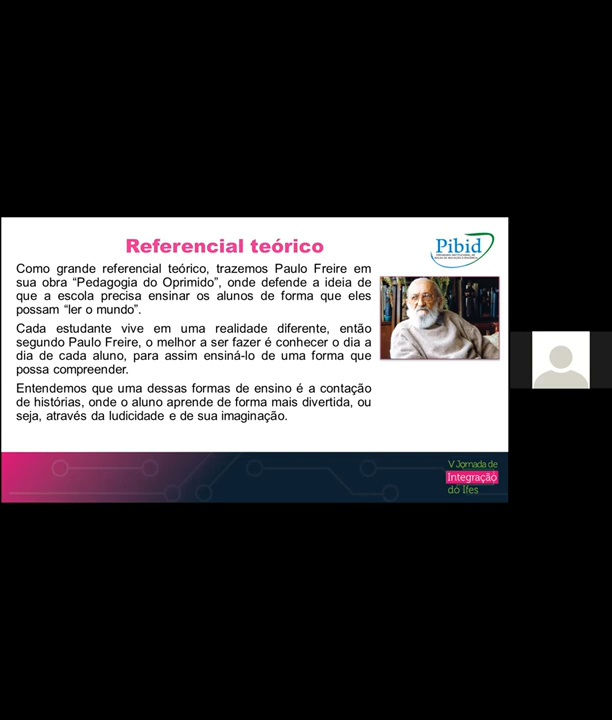 Referencial teórico
Pibid
Como grande referencial teórico, trazemos Paulo Freire em
sua obra “Pedagogia do Oprimido”, onde defende a ideia de
que a escola precisa ensinar os alunos de forma que eles
possam “ler o mundo”.
Cada estudante vive em uma realidade diferente, então
segundo Paulo Freire, o melhor a ser fazer é conhecer o dia a
dia de cada aluno, para assim ensiná-lo de uma forma que
possa compreender.
Entendemos que uma dessas formas de ensino é a contação
de histórias, onde o aluno aprende de forma mais divertida, ou
seja, através da ludicidade e de sua imaginação.
V Jornada de
Integração
do Ifes